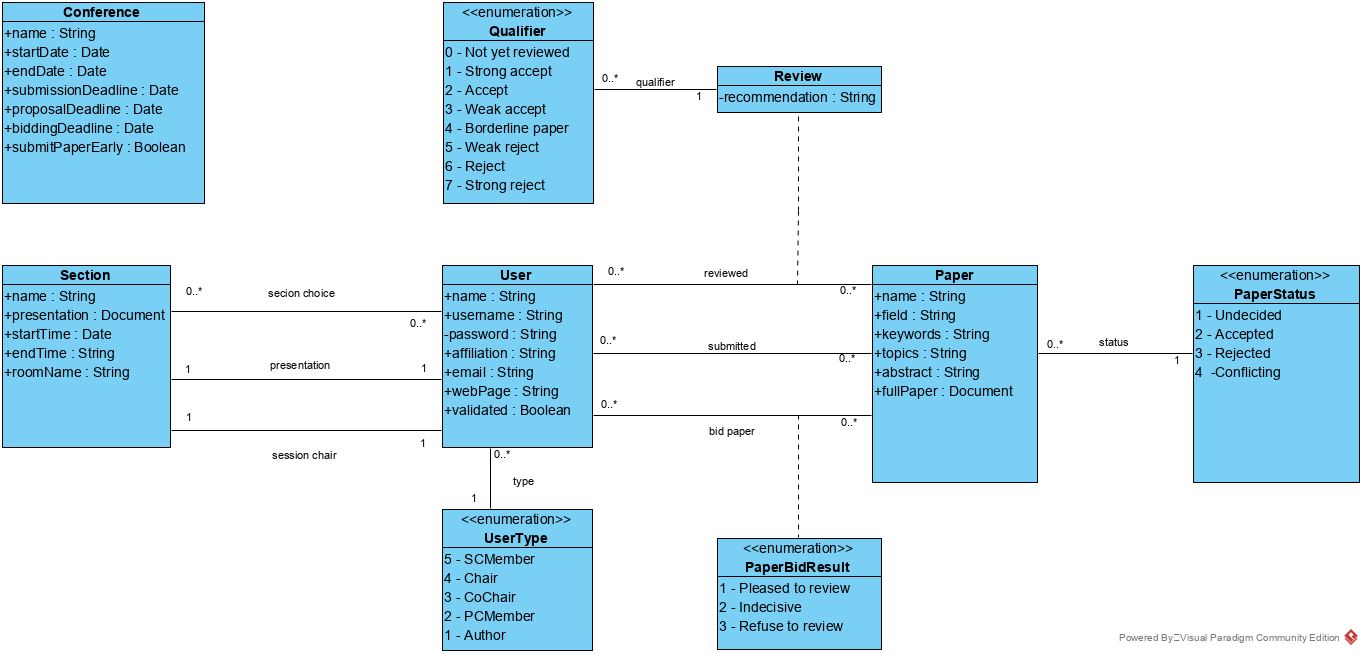 Conference
+name : String
+startDate : Date
+endDate : Date
+submissionDeadline : Date
+proposalDeadline : Date
+biddingDeadline : Date
+submitPaperEarly : Boolean
<<enumeration>>
Qualifier
0 - Not yet reviewed
1 - Strong accept
2 - Accept
3 - Weak accept
4 - Borderline paper
5 - Weak reject
6 - Reject
7 - Strong reject
0..*
qualifier
1
Review
-recommendation : String
Section
+name : String
+presentation : Document
+startTime : Date
+endTime : String
+roomName : String
0..*
secion choice
0..*
1
presentation
1
1
session chair
1
User
+name : String
+username : String
-password : String
+affiliation : String
+email : String
+webPage : String
+validated : Boolean
0..*
reviewed
0..*
0..*
submitted
0..*
0..*
bid paper
0..*
Paper
+name : String
+field : String
+keywords : String
+topics : String
+abstract : String
+fullPaper : Document
0..*
status
1
<<enumeration>>
PaperStatus
1 - Undecided
2 - Accepted
3 - Rejected
4 -Conflicting
0..*
type
1
<<enumeration>>
UserType
5 - SCMember
4 - Chair
3 - CoChair
2 - PCMember
1 - Author
<<enumeration>>
PaperBidResult
1 - Pleased to review
2 - Indecisive
3 - Refuse to review
Powered By Visual Paradigm Community Edition